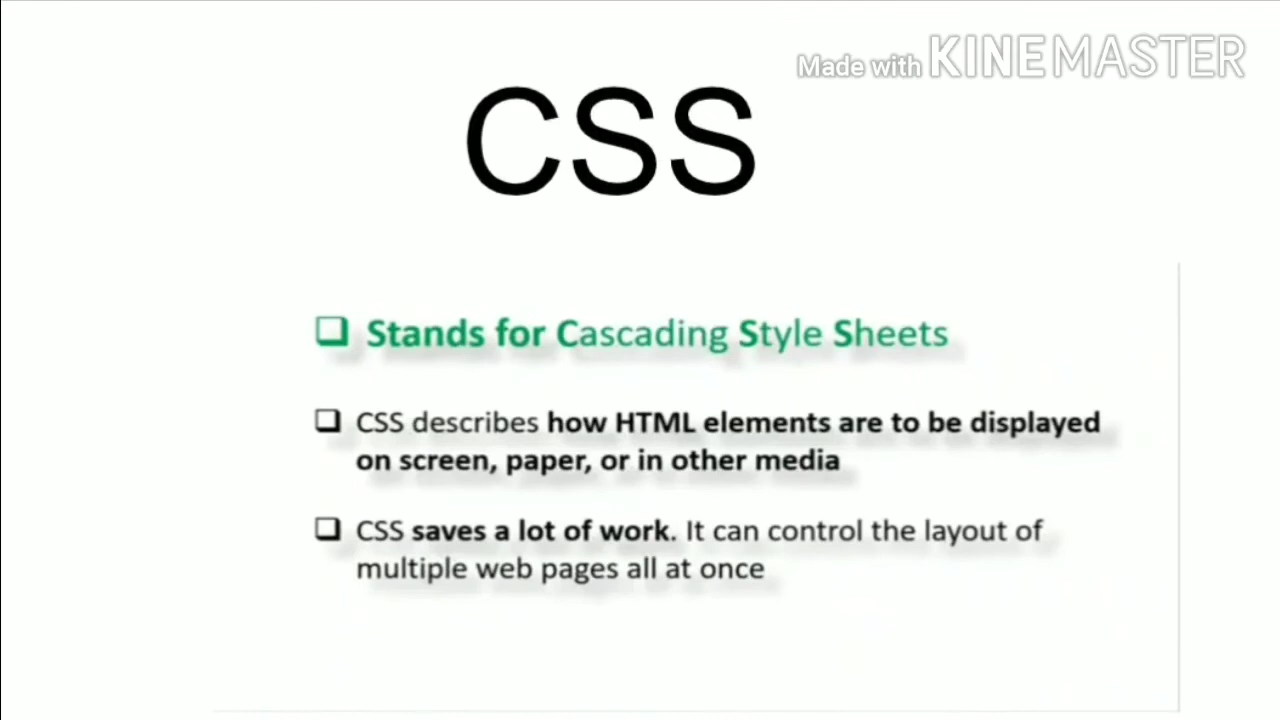 Made with KINEMASTER
CSS
❑ Stands for Cascading Style Sheets
❑ CSS describes how HTML elements are to be displayed
on screen, paper, or in other media
❑ CSS saves a lot of work. It can control the layout of
multiple web pages all at once